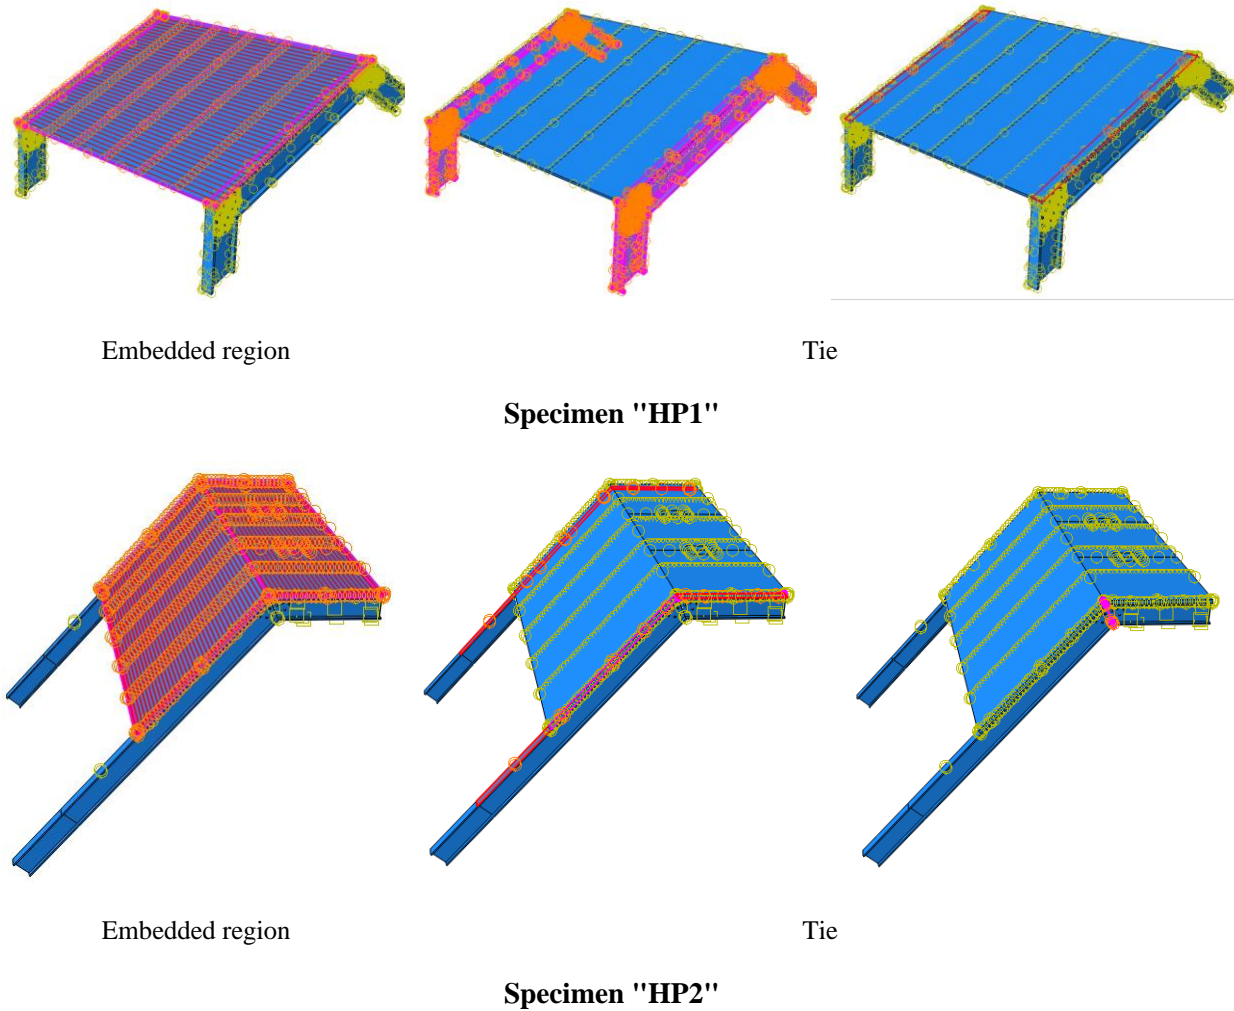 Embedded region
Tie
Specimen "HP1"
Embedded region
Tie
Specimen "HP2"